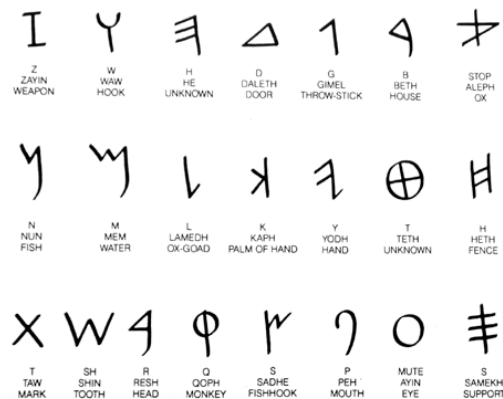 𐤀 𐤁 𐤂 𐤃 𐤄 𐤅 𐤆
Z W H D G B STOP
ZAYIN WAW HE DALETH GIMEL BETH ALEPH
WEAPON HOOK UNKNOWN DOOR THROW-STICK HOUSE OX
𐤇 𐤈 𐤉 𐤊 𐤋 𐤌 𐤍
N M L K Y T H
NUN MEM LAMEDH KAPH YODH TETH HETH
FISH WATER OX-GOAD PALM OF HAND HAND UNKNOWN FENCE
𐤎 𐤏 𐤐 𐤑 𐤒 𐤓 𐤔 𐤕
T SH R Q S P MUTE S
TAW SHIN RESH QOPH SADHE PEH AYIN SAMEKH
MARK TOOTH HEAD MONKEY FISHHOOK MOUTH EYE SUPPORT